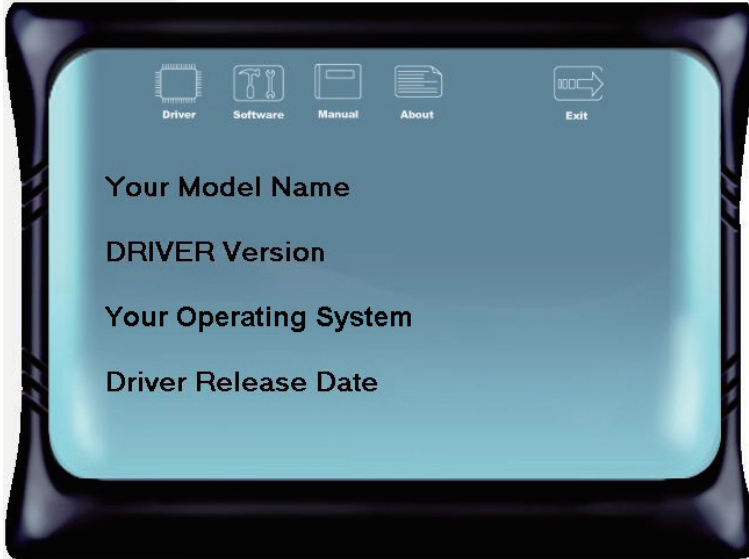 Driver Software Manual About Exit
Your Model Name
DRIVER Version
Your Operating System
Driver Release Date